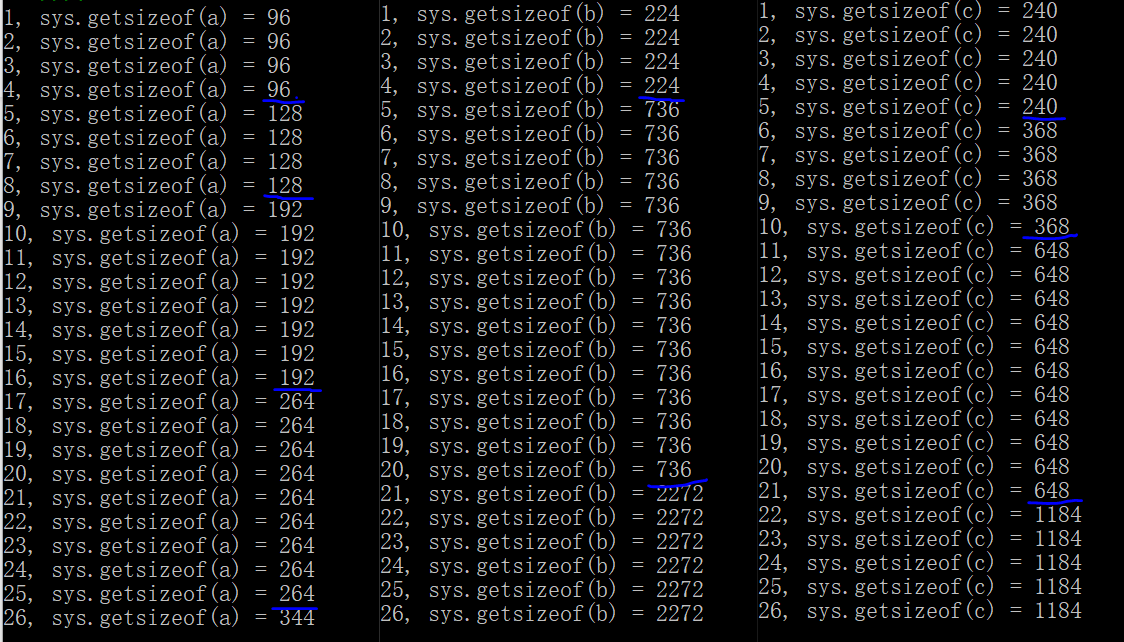 1, sys.getsizeof(a) = 96
2, sys.getsizeof(a) = 96
3, sys.getsizeof(a) = 96
4, sys.getsizeof(a) = 96
5, sys.getsizeof(a) = 128
6, sys.getsizeof(a) = 128
7, sys.getsizeof(a) = 128
8, sys.getsizeof(a) = 128
9, sys.getsizeof(a) = 192
10, sys.getsizeof(a) = 192
11, sys.getsizeof(a) = 192
12, sys.getsizeof(a) = 192
13, sys.getsizeof(a) = 192
14, sys.getsizeof(a) = 192
15, sys.getsizeof(a) = 192
16, sys.getsizeof(a) = 192
17, sys.getsizeof(a) = 264
18, sys.getsizeof(a) = 264
19, sys.getsizeof(a) = 264
20, sys.getsizeof(a) = 264
21, sys.getsizeof(a) = 264
22, sys.getsizeof(a) = 264
23, sys.getsizeof(a) = 264
24, sys.getsizeof(a) = 264
25, sys.getsizeof(a) = 264
26, sys.getsizeof(a) = 344
1, sys.getsizeof(b) = 224
2, sys.getsizeof(b) = 224
3, sys.getsizeof(b) = 224
4, sys.getsizeof(b) = 224
5, sys.getsizeof(b) = 736
6, sys.getsizeof(b) = 736
7, sys.getsizeof(b) = 736
8, sys.getsizeof(b) = 736
9, sys.getsizeof(b) = 736
10, sys.getsizeof(b) = 736
11, sys.getsizeof(b) = 736
12, sys.getsizeof(b) = 736
13, sys.getsizeof(b) = 736
14, sys.getsizeof(b) = 736
15, sys.getsizeof(b) = 736
16, sys.getsizeof(b) = 736
17, sys.getsizeof(b) = 736
18, sys.getsizeof(b) = 736
19, sys.getsizeof(b) = 736
20, sys.getsizeof(b) = 736
21, sys.getsizeof(b) = 2272
22, sys.getsizeof(b) = 2272
23, sys.getsizeof(b) = 2272
24, sys.getsizeof(b) = 2272
25, sys.getsizeof(b) = 2272
26, sys.getsizeof(b) = 2272
1, sys.getsizeof(c) = 240
2, sys.getsizeof(c) = 240
3, sys.getsizeof(c) = 240
4, sys.getsizeof(c) = 240
5, sys.getsizeof(c) = 240
6, sys.getsizeof(c) = 368
7, sys.getsizeof(c) = 368
8, sys.getsizeof(c) = 368
9, sys.getsizeof(c) = 368
10, sys.getsizeof(c) = 368
11, sys.getsizeof(c) = 648
12, sys.getsizeof(c) = 648
13, sys.getsizeof(c) = 648
14, sys.getsizeof(c) = 648
15, sys.getsizeof(c) = 648
16, sys.getsizeof(c) = 648
17, sys.getsizeof(c) = 648
18, sys.getsizeof(c) = 648
19, sys.getsizeof(c) = 648
20, sys.getsizeof(c) = 648
21, sys.getsizeof(c) = 648
22, sys.getsizeof(c) = 1184
23, sys.getsizeof(c) = 1184
24, sys.getsizeof(c) = 1184
25, sys.getsizeof(c) = 1184
26, sys.getsizeof(c) = 1184